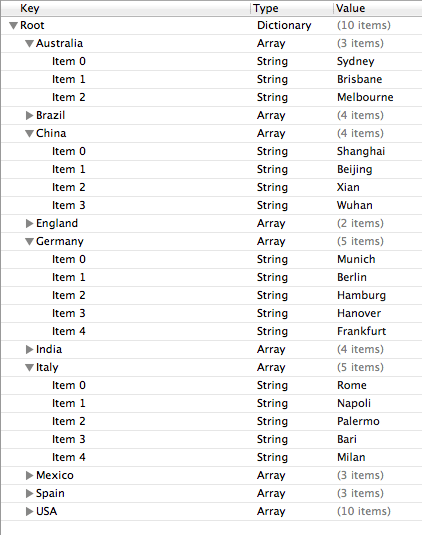 Key Type Value
Root Dictionary (10 items)
Australia Array (3 items)
Item 0 String Sydney
Item 1 String Brisbane
Item 2 String Melbourne
Brazil Array (4 items)
China Array (4 items)
Item 0 String Shanghai
Item 1 String Beijing
Item 2 String Xian
Item 3 String Wuhan
England Array (2 items)
Germany Array (5 items)
Item 0 String Munich
Item 1 String Berlin
Item 2 String Hamburg
Item 3 String Hanover
Item 4 String Frankfurt
India Array (4 items)
Italy Array (5 items)
Item 0 String Rome
Item 1 String Napoli
Item 2 String Palermo
Item 3 String Bari
Item 4 String Milan
Mexico Array (3 items)
Spain Array (3 items)
USA Array (10 items)